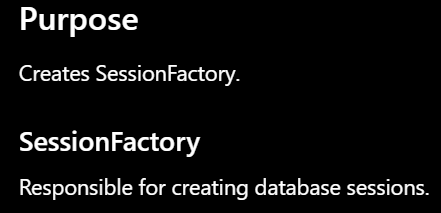 Purpose
Creates SessionFactory.
SessionFactory
Responsible for creating database sessions.